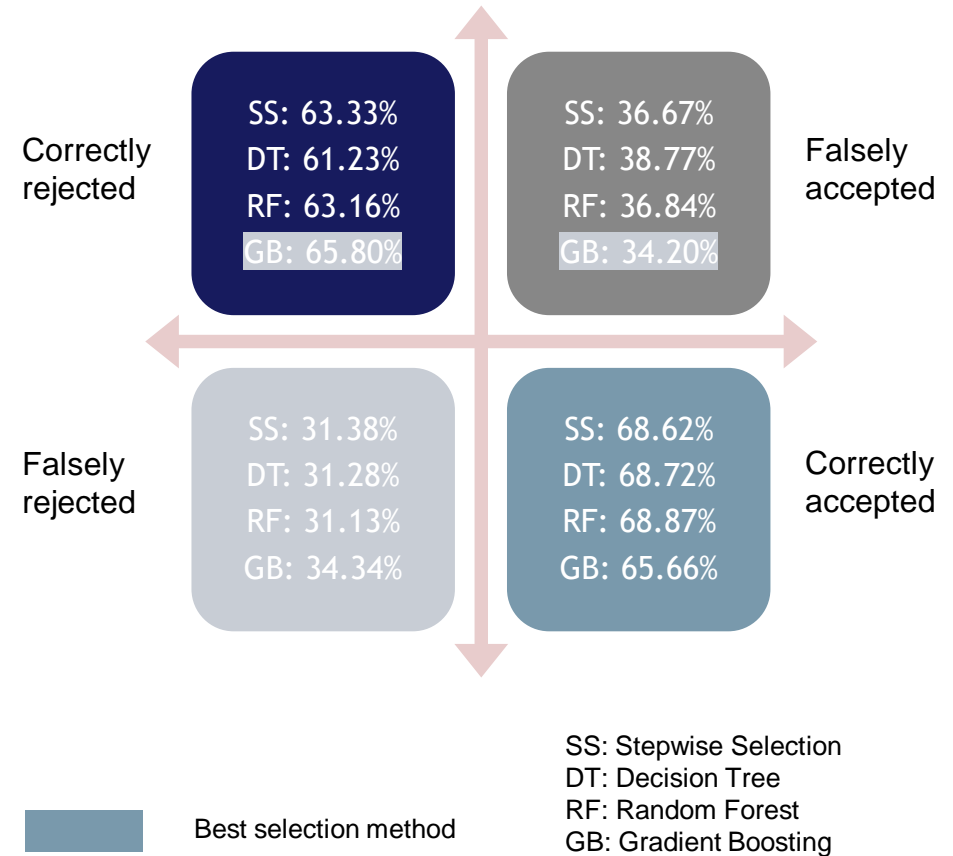 SS: 63.33%
DT: 61.23%
RF: 63.16%
GB: 65.80%
SS: 36.67%
DT: 38.77%
RF: 36.84%
GB: 34.20%
Correctly
rejected
Falsely
accepted
SS: 31.38%
DT: 31.28%
RF: 31.13%
GB: 34.34%
SS: 68.62%
DT: 68.72%
RF: 68.87%
GB: 65.66%
Falsely
rejected
Correctly
accepted
SS: Stepwise Selection
DT: Decision Tree
RF: Random Forest
GB: Gradient Boosting
Best selection method